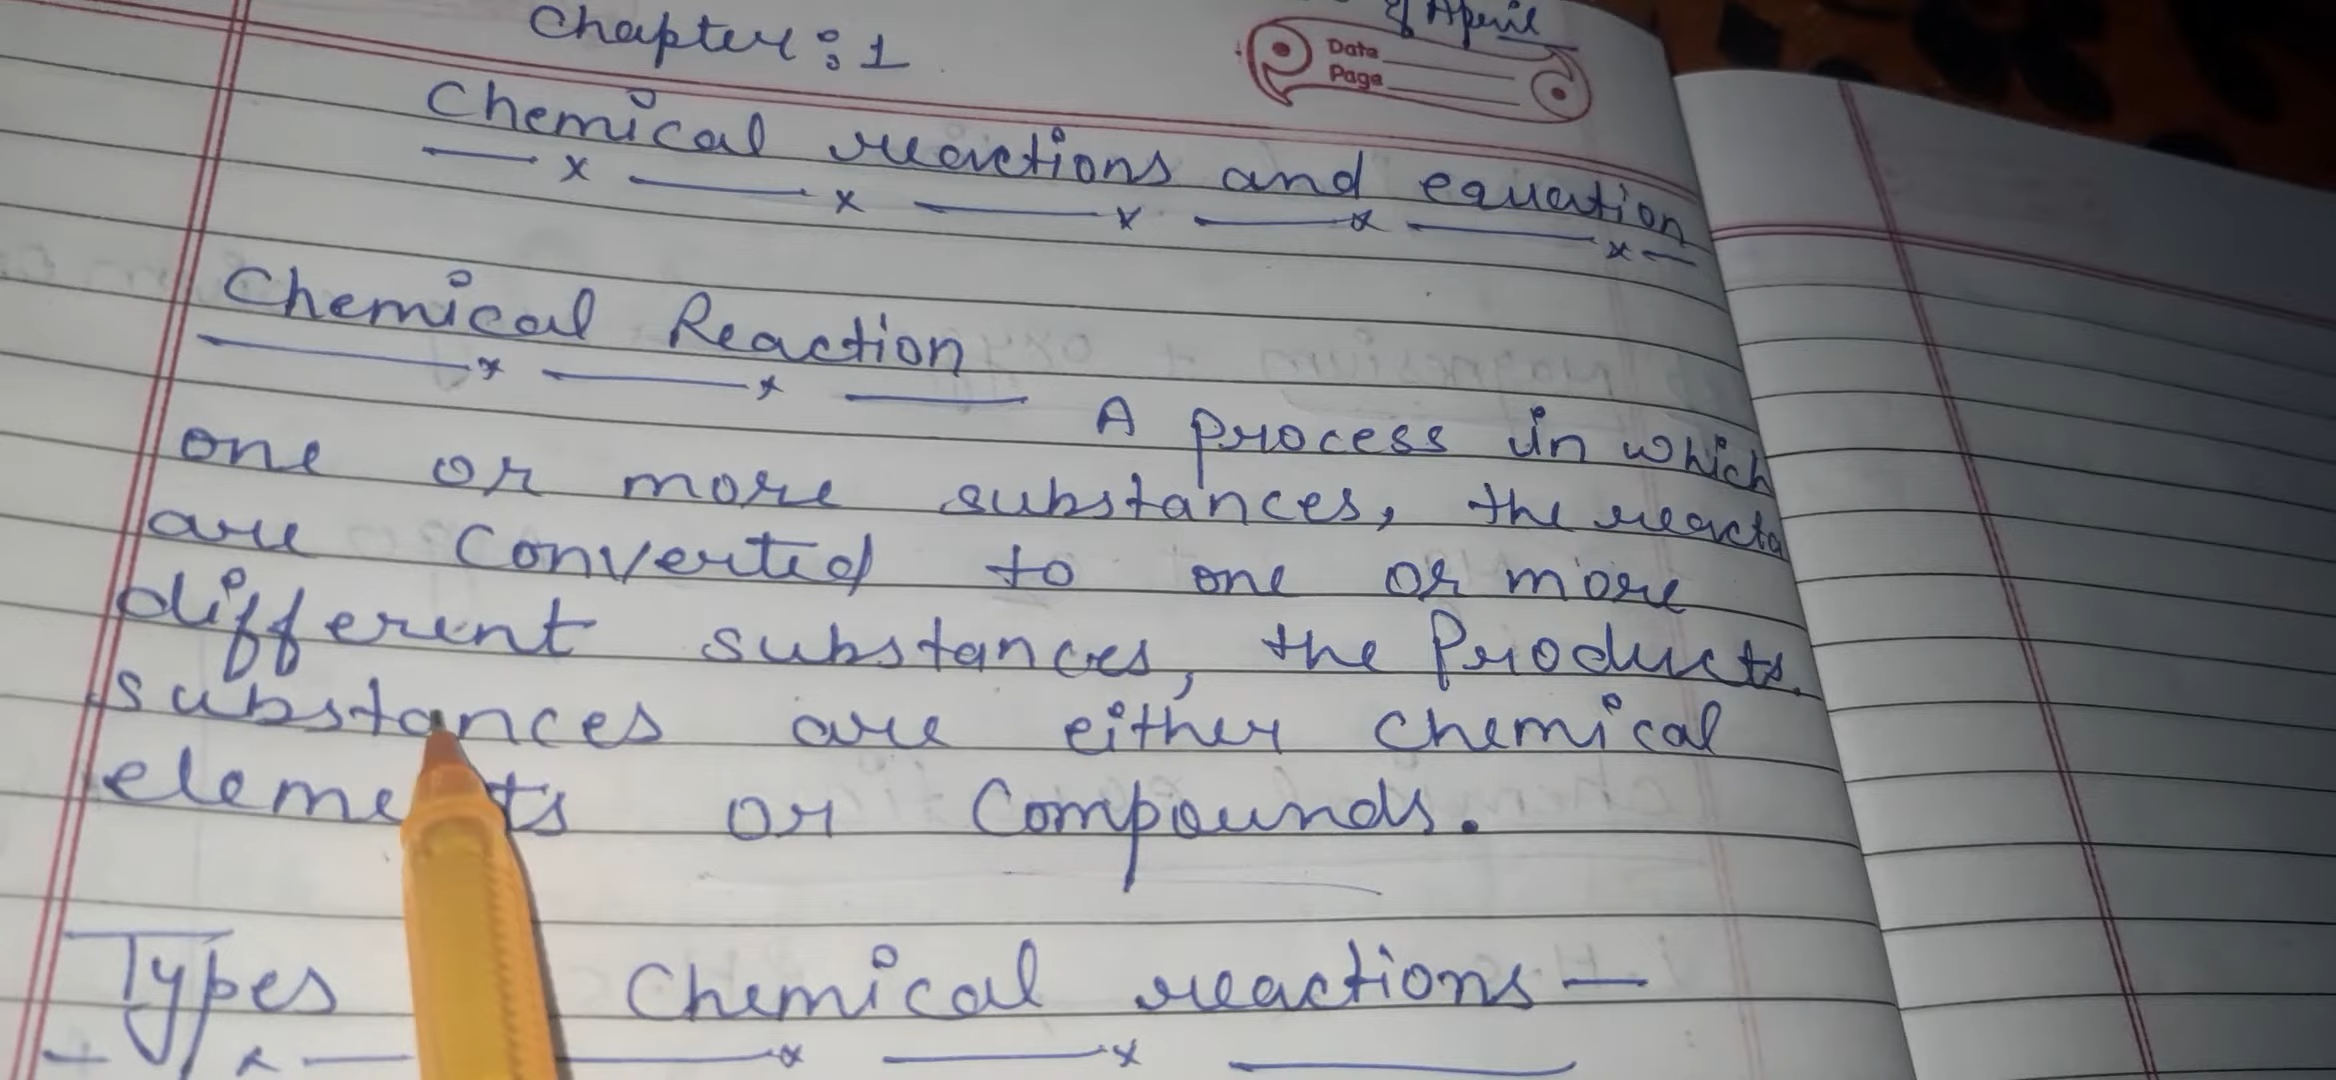 April
Chapter : 1
Date
Page
Chemical reactions and equation
Chemical Reaction
A process in which
one or more substances, the reacta
are converted to one or more
different substances, the Products.
substances are either chemical
elements or Compounds.
Types Chemical reactions —